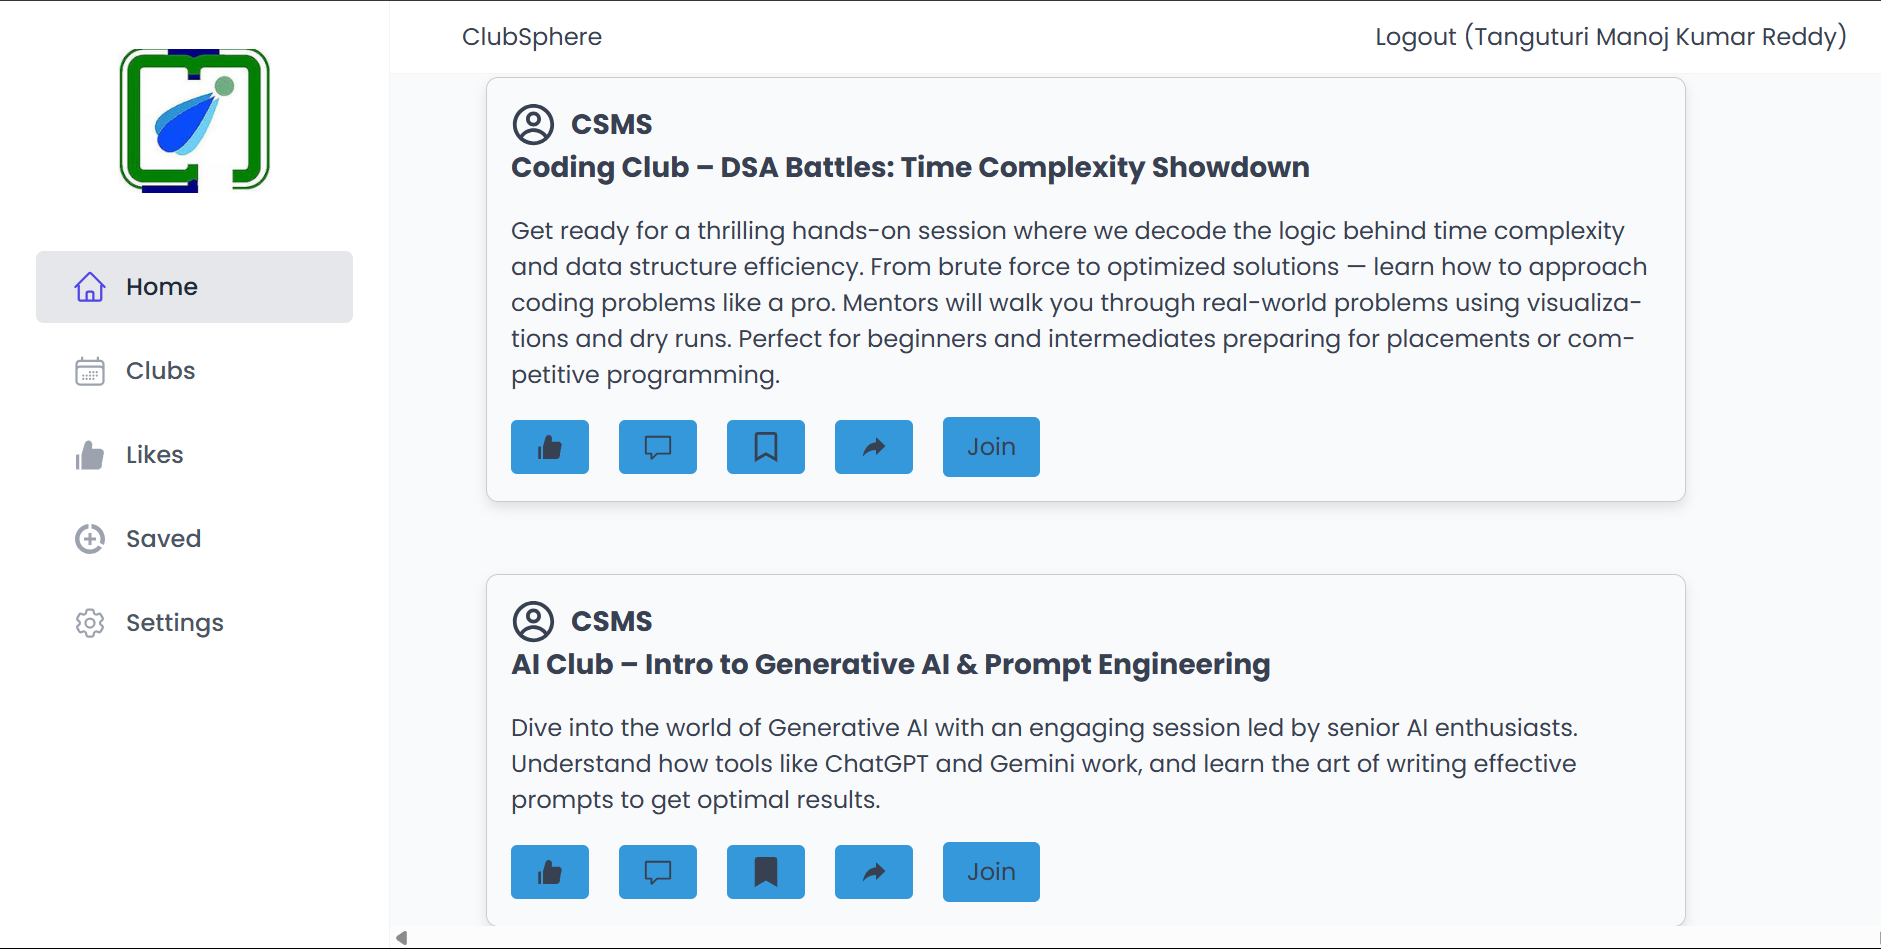 ClubSphere
Logout (Tanguturi Manoj Kumar Reddy)
Home
Clubs
Likes
Saved
Settings
CSMS
Coding Club – DSA Battles: Time Complexity Showdown
Get ready for a thrilling hands-on session where we decode the logic behind time complexity
and data structure efficiency. From brute force to optimized solutions — learn how to approach
coding problems like a pro. Mentors will walk you through real-world problems using visualiza-
tions and dry runs. Perfect for beginners and intermediates preparing for placements or com-
petitive programming.
Join
CSMS
AI Club – Intro to Generative AI & Prompt Engineering
Dive into the world of Generative AI with an engaging session led by senior AI enthusiasts.
Understand how tools like ChatGPT and Gemini work, and learn the art of writing effective
prompts to get optimal results.
Join